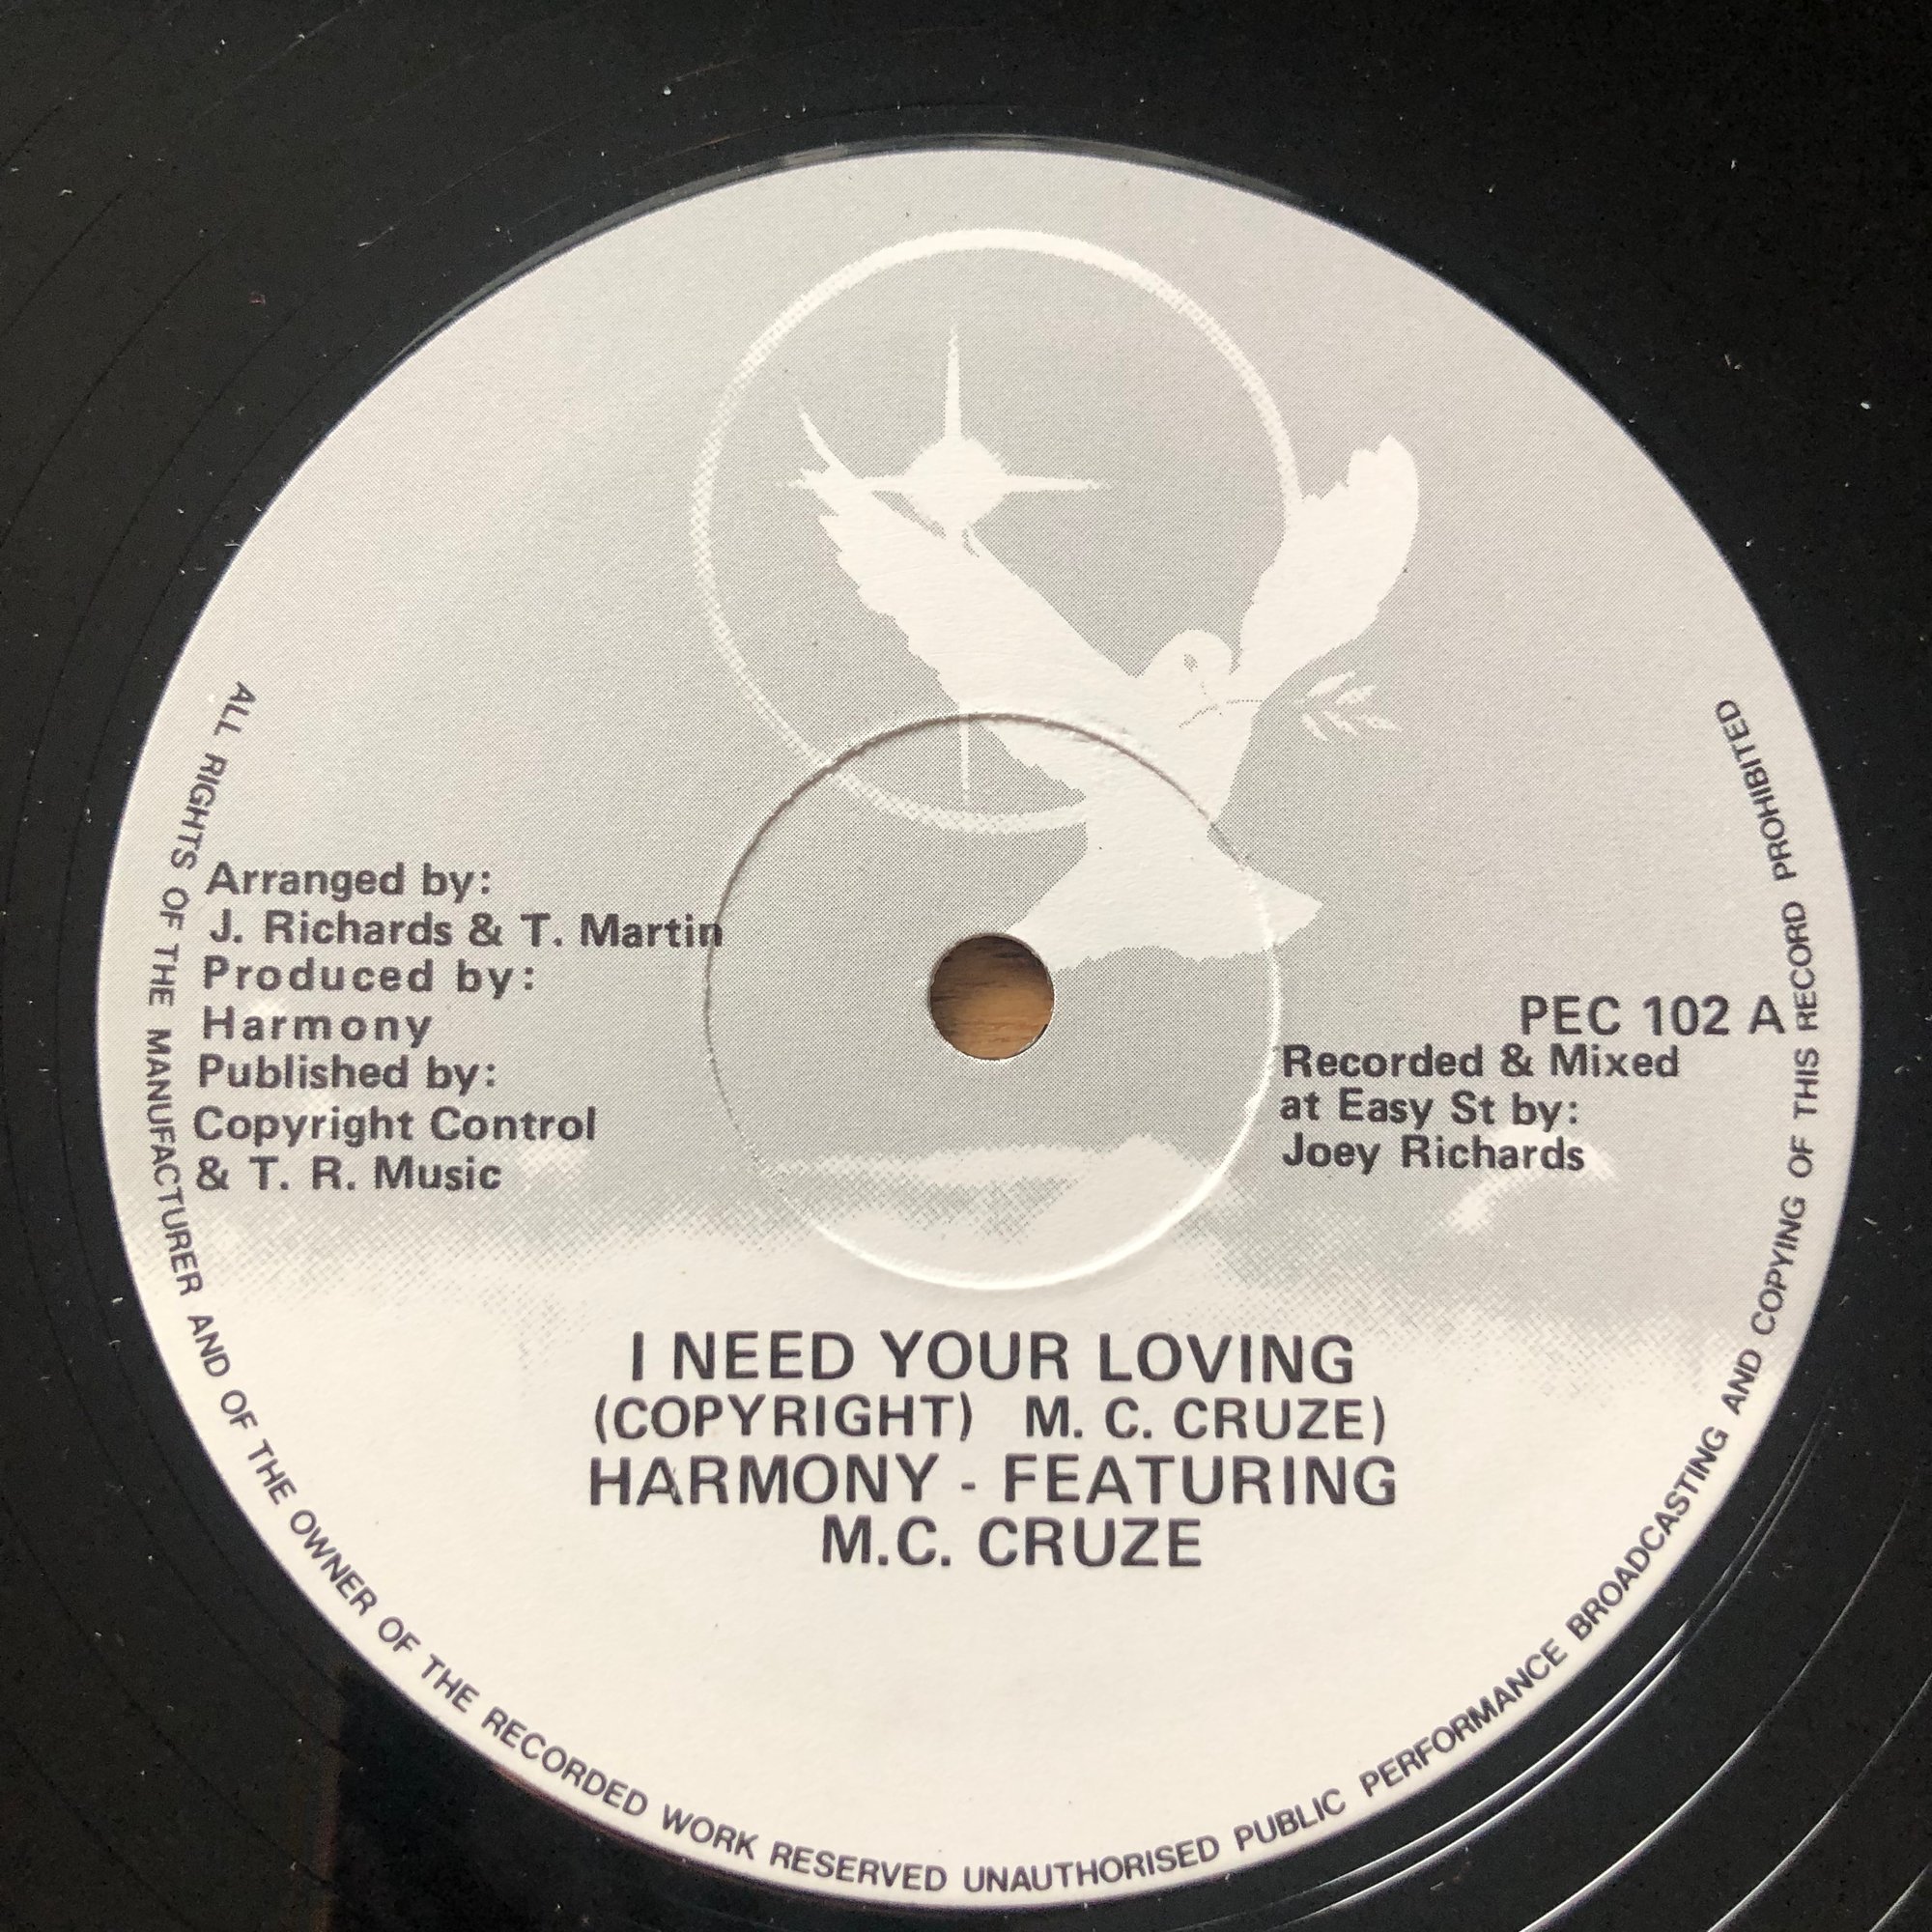 Arranged by:
J. Richards & T. Martin
Produced by:
Harmony
Published by:
Copyright Control
& T. R. Music
PEC 102 A
Recorded & Mixed
at Easy St by:
Joey Richards
I NEED YOUR LOVING
(COPYRIGHT) M. C. CRUZE)
HARMONY - FEATURING
M.C. CRUZE
ALL RIGHTS OF THE MANUFACTURER AND OF THE OWNER OF THE RECORDED WORK RESERVED UNAUTHORISED PUBLIC PERFORMANCE BROADCASTING AND COPYING OF THIS RECORD PROHIBITED